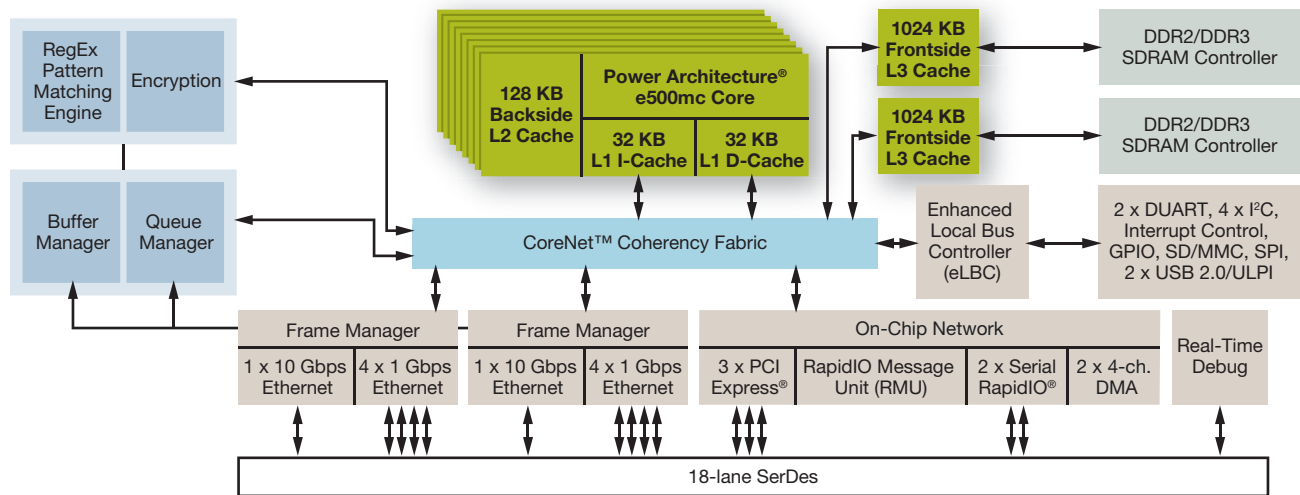 RegEx
Pattern
Matching
Engine
Encryption
Buffer
Manager
Queue
Manager
128 KB
Backside
L2 Cache
Power Architecture®
e500mc Core
32 KB
L1 I-Cache
32 KB
L1 D-Cache
1024 KB
Frontside
L3 Cache
DDR2/DDR3
SDRAM Controller
1024 KB
Frontside
L3 Cache
DDR2/DDR3
SDRAM Controller
CoreNet™ Coherency Fabric
Enhanced
Local Bus
Controller
(eLBC)
2 x DUART, 4 x I²C,
Interrupt Control,
GPIO, SD/MMC, SPI,
2 x USB 2.0/ULPI
Frame Manager
1 x 10 Gbps
Ethernet
4 x 1 Gbps
Ethernet
Frame Manager
1 x 10 Gbps
Ethernet
4 x 1 Gbps
Ethernet
On-Chip Network
3 x PCI
Express®
RapidIO Message
Unit (RMU)
2 x Serial
RapidIO®
2 x 4-ch.
DMA
Real-Time
Debug
18-lane SerDes